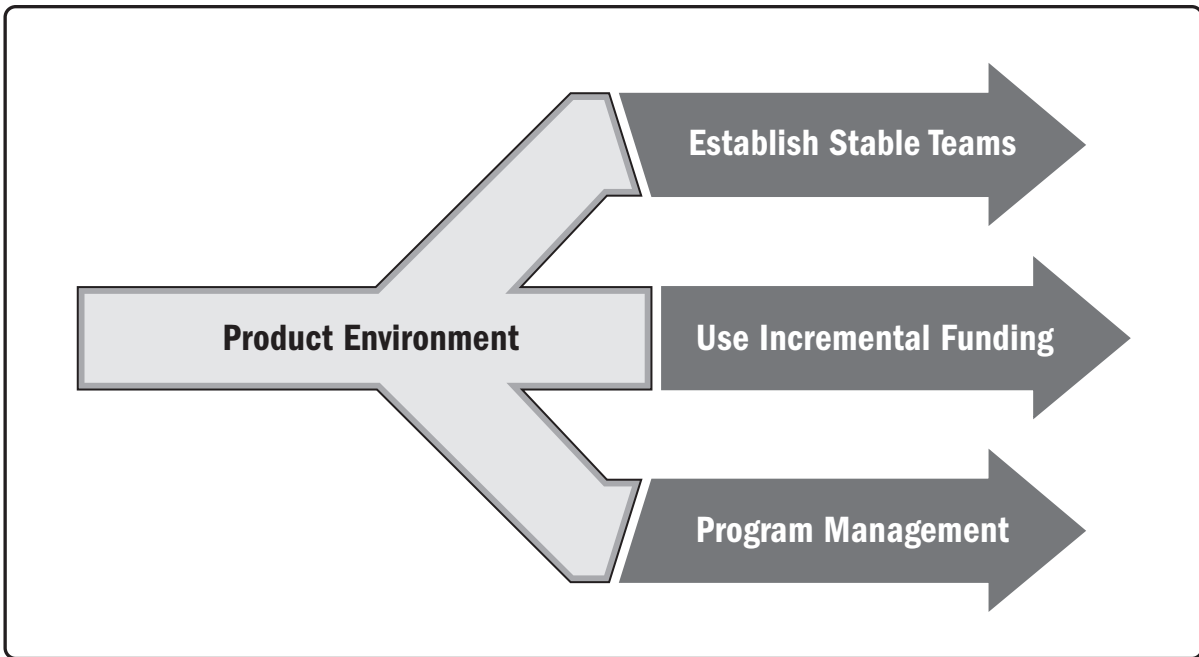 Establish Stable Teams
Product Environment
Use Incremental Funding
Program Management